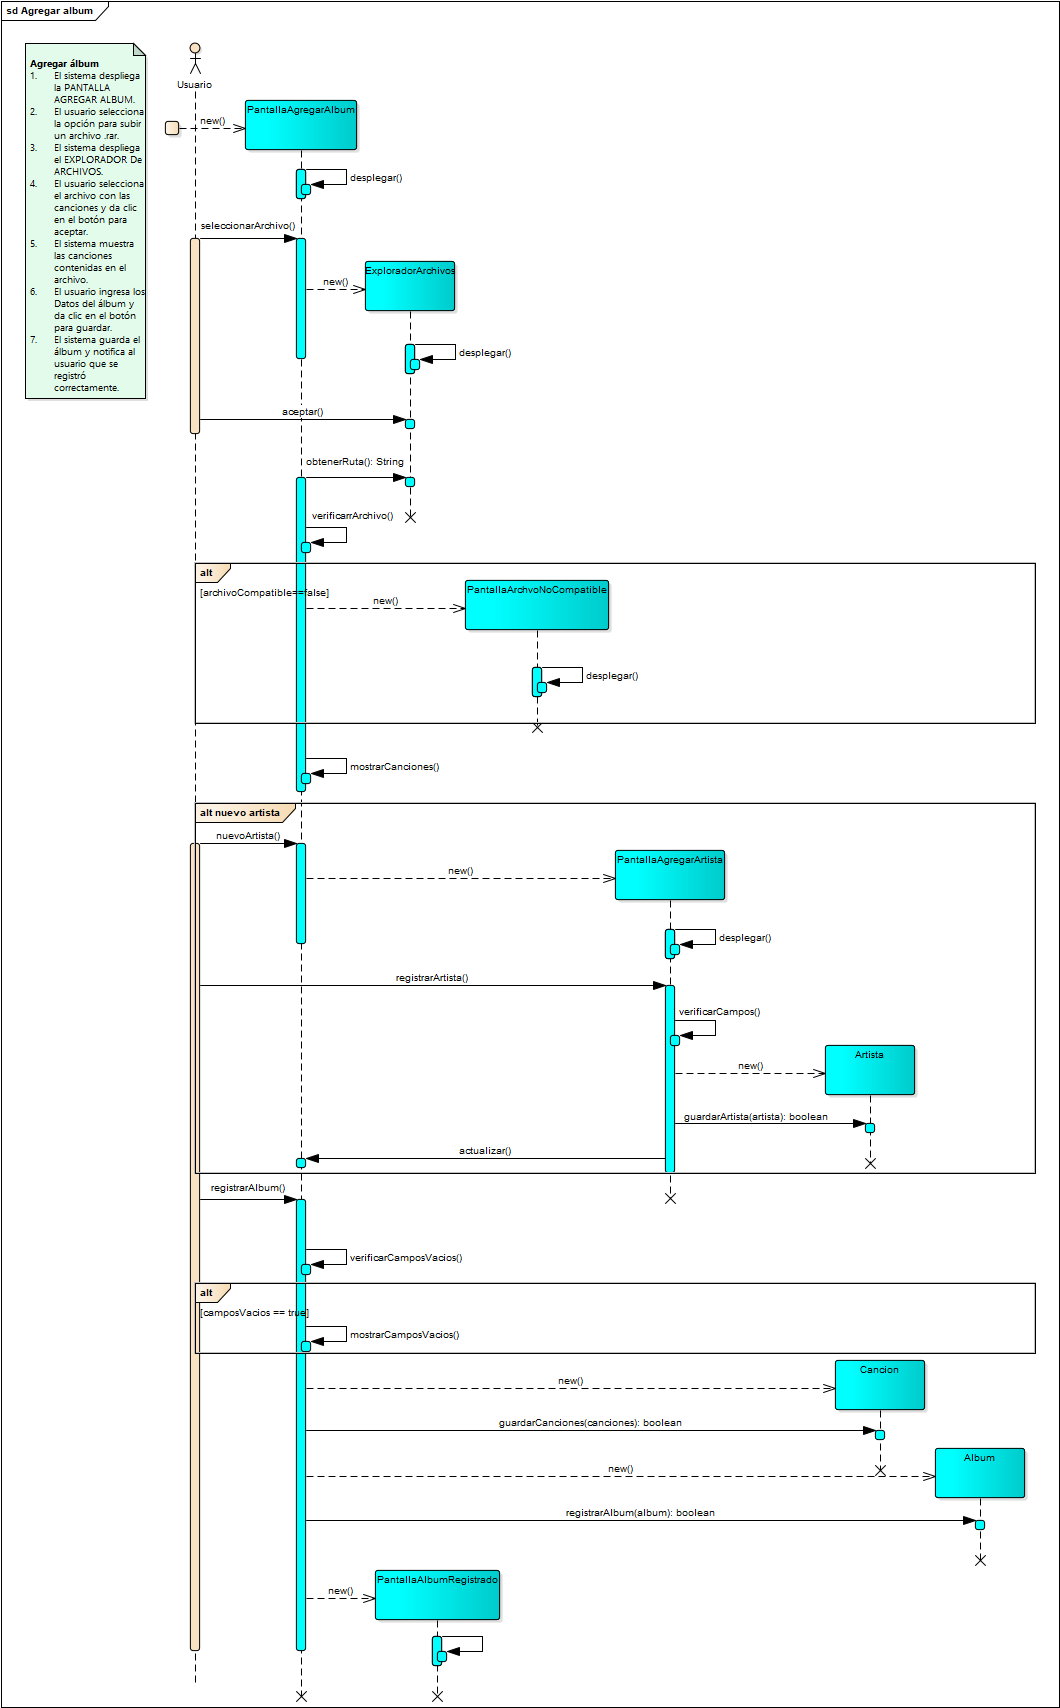 sd Agregar album
Agregar álbum
1. El sistema despliega
la PANTALLA
AGREGAR ALBUM.
2. El usuario selecciona
la opción para subir
un archivo .rar.
3. El sistema despliega
el EXPLORADOR De
ARCHIVOS.
4. El usuario selecciona
el archivo con las
canciones y da clic
en el botón para
aceptar.
5. El sistema muestra
las canciones
contenidas en el
archivo.
6. El usuario ingresa los
Datos del álbum y
da clic en el botón
para guardar.
7. El sistema guarda el
álbum y notifica al
usuario que se
registró
correctamente.
Usuario
PantallaAgregarAlbum
new()
desplegar()
seleccionarArchivo()
ExploradorArchivos
new()
desplegar()
aceptar()
obtenerRuta(): String
verificarrArchivo()
alt
[archivoCompatible==false]
PantallaArchvoNoCompatible
new()
desplegar()
mostrarCanciones()
alt nuevo artista
nuevoArtista()
PantallaAgregarArtista
new()
desplegar()
registrarArtista()
verificarCampos()
Artista
new()
guardarArtista(artista): boolean
actualizar()
registrarAlbum()
verificarCamposVacios()
alt
[camposVacios == true]
mostrarCamposVacios()
Cancion
new()
guardarCanciones(canciones): boolean
Album
new()
registrarAlbum(album): boolean
PantallaAlbumRegistrado
new()